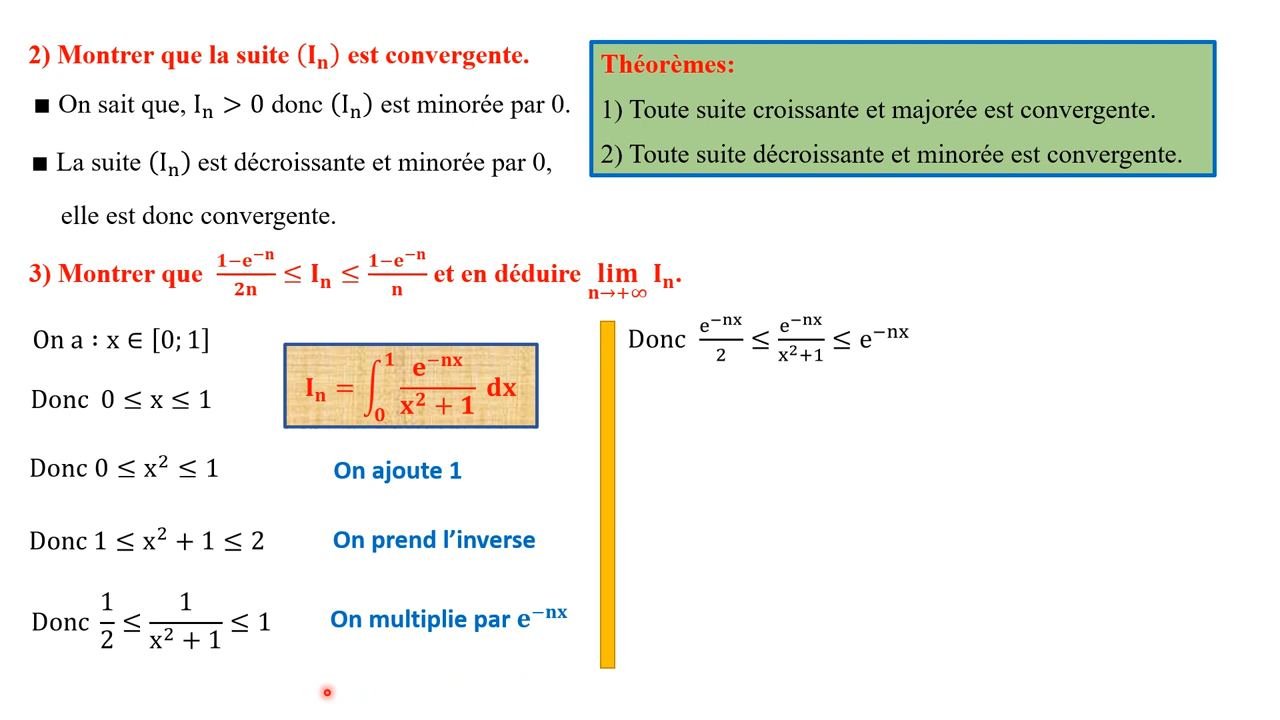 2) Montrer que la suite (Iₙ) est convergente.
■ On sait que, Iₙ > 0 donc (Iₙ) est minorée par 0.
■ La suite (Iₙ) est décroissante et minorée par 0,
elle est donc convergente.
Théorèmes:
1) Toute suite croissante et majorée est convergente.
2) Toute suite décroissante et minorée est convergente.
3) Montrer que (1−e⁻ⁿ)/(2n) ≤ Iₙ ≤ (1−e⁻ⁿ)/n et en déduire lim n→+∞ Iₙ.
On a : x ∈ [0; 1]
Donc 0 ≤ x ≤ 1
Iₙ = ∫₀¹ e⁻ⁿˣ/(x² + 1) dx
Donc 0 ≤ x² ≤ 1
On ajoute 1
Donc 1 ≤ x² + 1 ≤ 2
On prend l’inverse
Donc 1/2 ≤ 1/(x² + 1) ≤ 1
On multiplie par e⁻ⁿˣ
Donc e⁻ⁿˣ/2 ≤ e⁻ⁿˣ/(x²+1) ≤ e⁻ⁿˣ